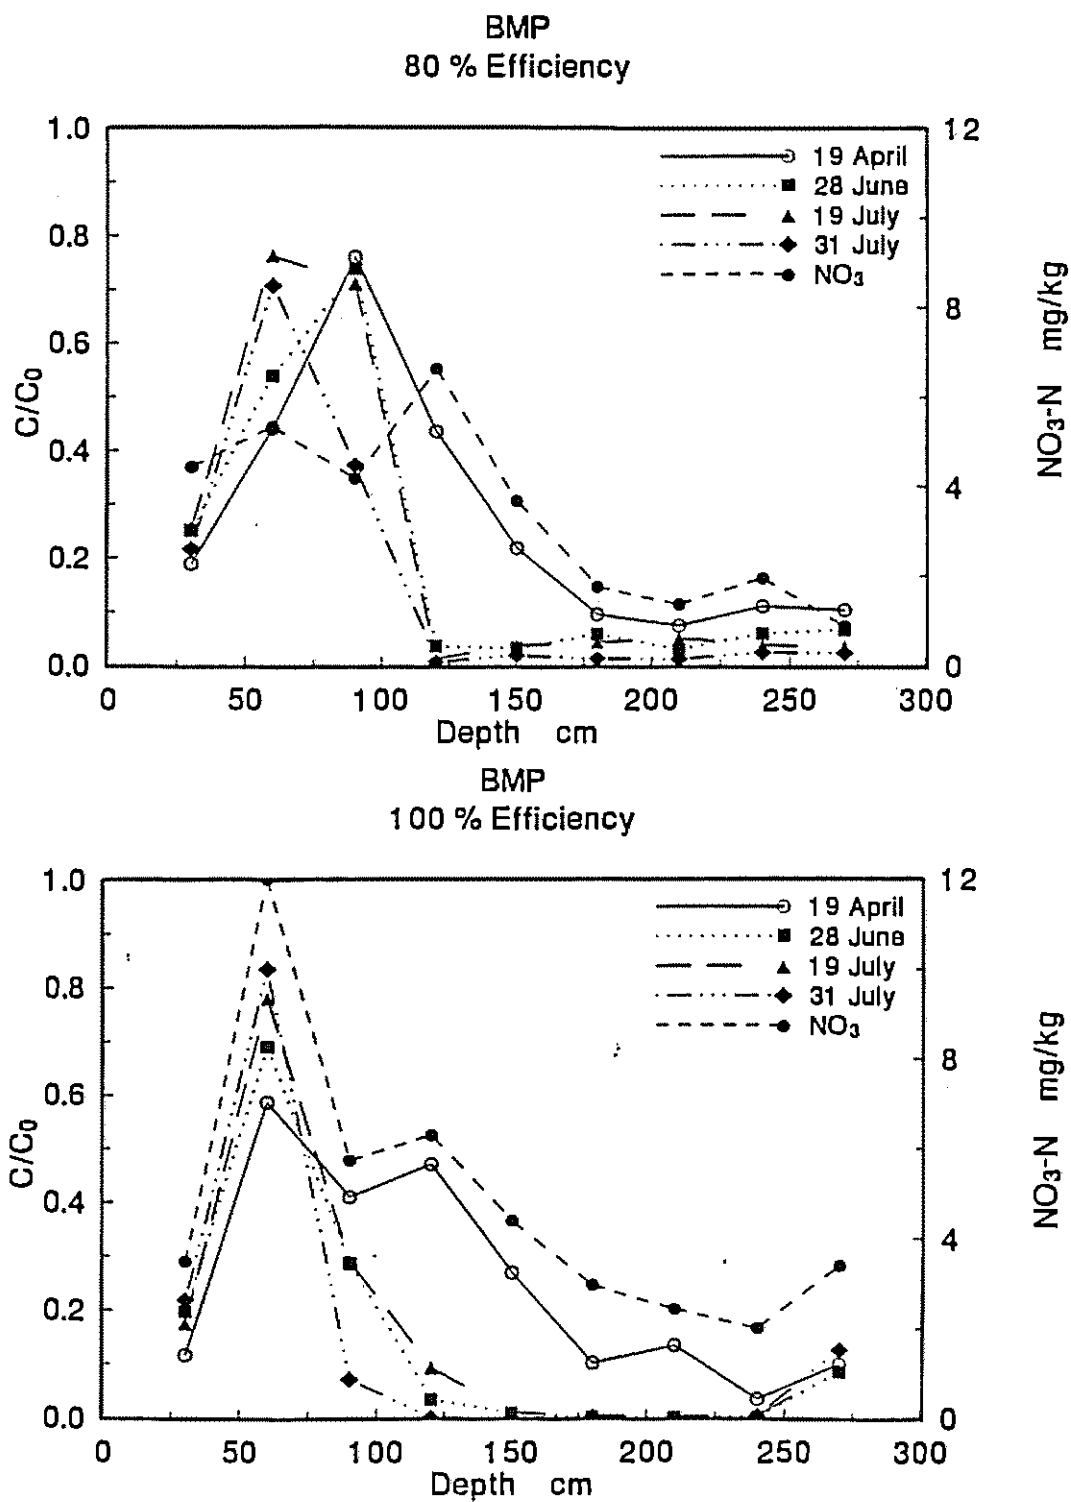 BMP
80 % Efficiency
1.0
0.8
0.6
0.4
0.2
0.0
C/C₀
12
8
4
0
NO₃-N mg/kg
19 April
28 June
19 July
31 July
NO₃
0 50 100 150 200 250 300
Depth cm
BMP
100 % Efficiency
1.0
0.8
0.6
0.4
0.2
0.0
C/C₀
12
8
4
0
NO₃-N mg/kg
19 April
28 June
19 July
31 July
NO₃
0 50 100 150 200 250 300
Depth cm